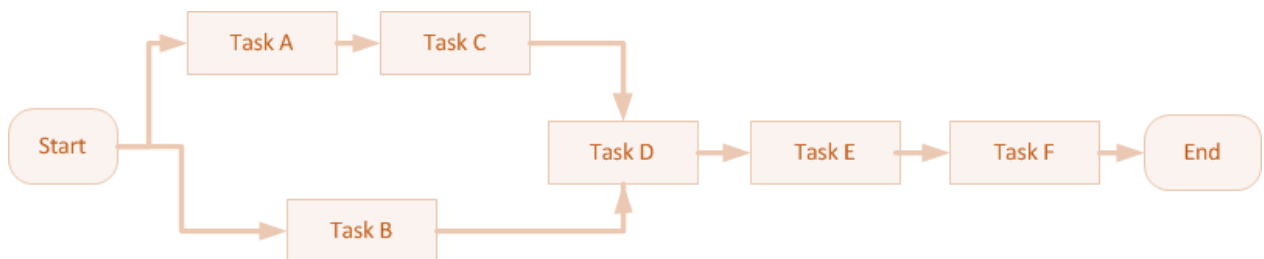 Task A
Task C
Start
Task D
Task E
Task F
End
Task B